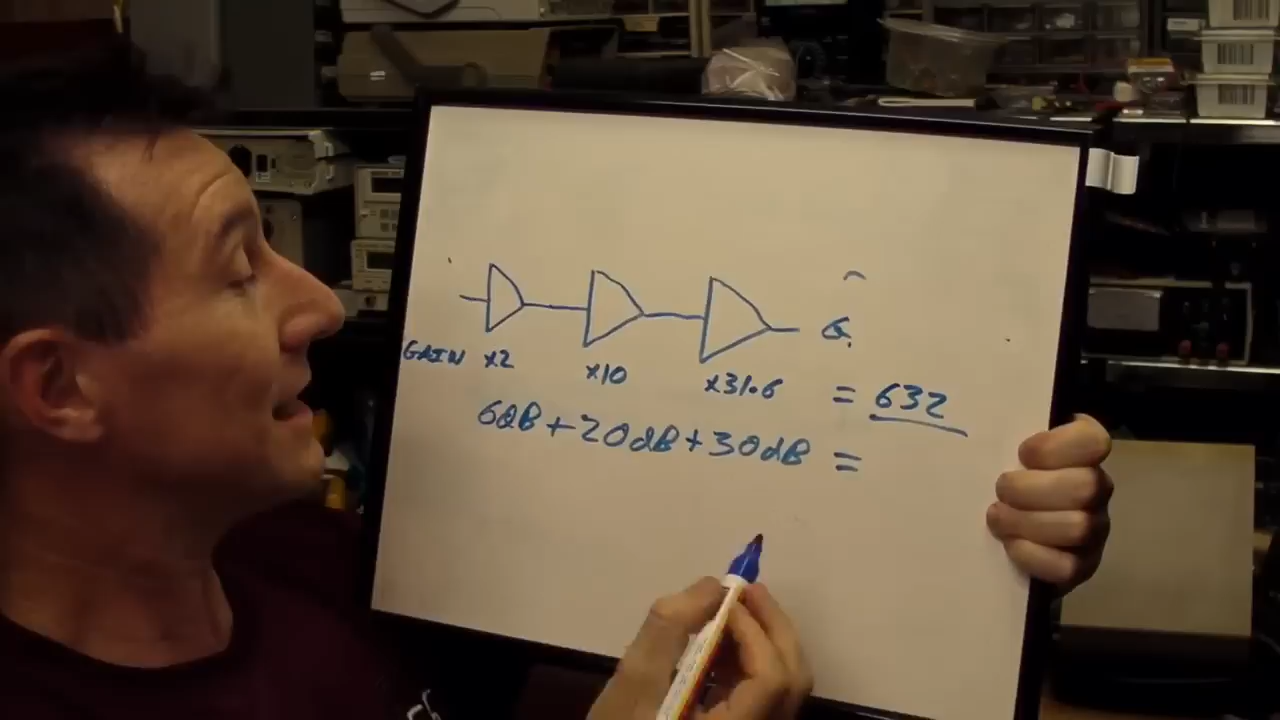 GAIN x2 x10 x31.6 = 632
6dB + 20dB + 30dB =